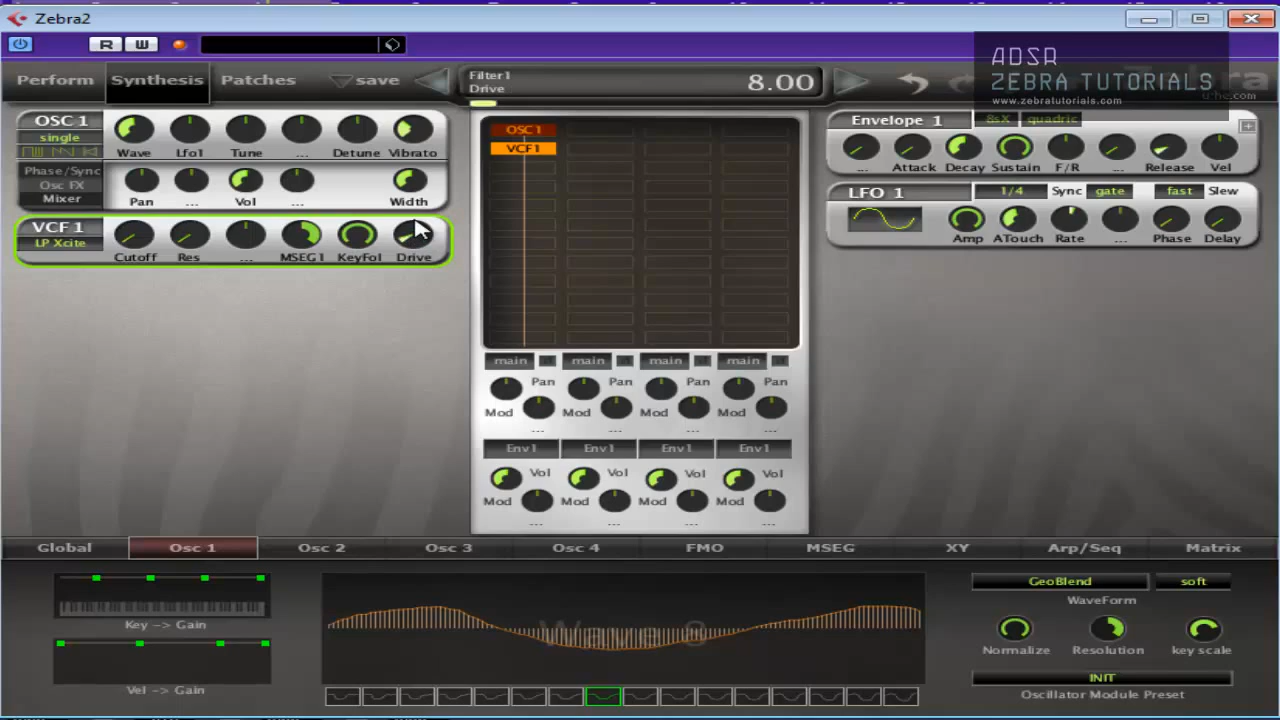 Zebra2
R W
Perform Synthesis Patches save
Filter1
Drive
8.00
ADSR
ZEBRA TUTORIALS
www.zebratutorials.com
OSC 1
single
Wave Lfo1 Tune ... Detune Vibrato
Phase/Sync
Osc FX
Mixer
Pan ... Vol ... Width
VCF 1
LP Xcite
Cutoff Res ... MSEG1 KeyFol Drive
OSC1
VCF1
main main main main
Pan Pan Pan Pan
Mod Mod Mod Mod
--- --- --- ---
Env1 Env1 Env1 Env1
Vol Vol Vol Vol
Mod Mod Mod Mod
--- --- --- ---
Envelope 1 8sX quadric
... Attack Decay Sustain F/R ... Release Vel
LFO 1 1/4 Sync gate fast Slew
Amp ATouch Rate ... Phase Delay
Global Osc 1 Osc 2 Osc 3 Osc 4 FMO MSEG XY Arp/Seq Matrix
Key -> Gain
Vel -> Gain
Wave 8
GeoBlend soft
WaveForm
Normalize Resolution key scale
INIT
Oscillator Module Preset